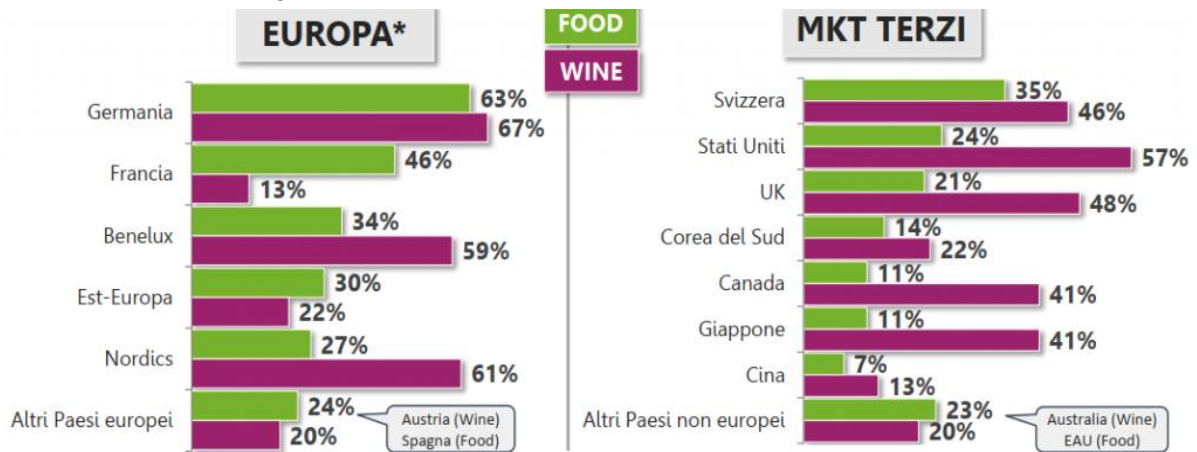 EUROPA*
FOOD
WINE
MKT TERZI
Germania
63%
67%
Francia
46%
13%
Benelux
34%
59%
Est-Europa
30%
22%
Nordics
27%
61%
Altri Paesi europei
24%
20%
Austria (Wine)
Spagna (Food)
Svizzera
35%
46%
Stati Uniti
24%
57%
UK
21%
48%
Corea del Sud
14%
22%
Canada
11%
41%
Giappone
11%
41%
Cina
7%
13%
Altri Paesi non europei
23%
20%
Australia (Wine)
EAU (Food)